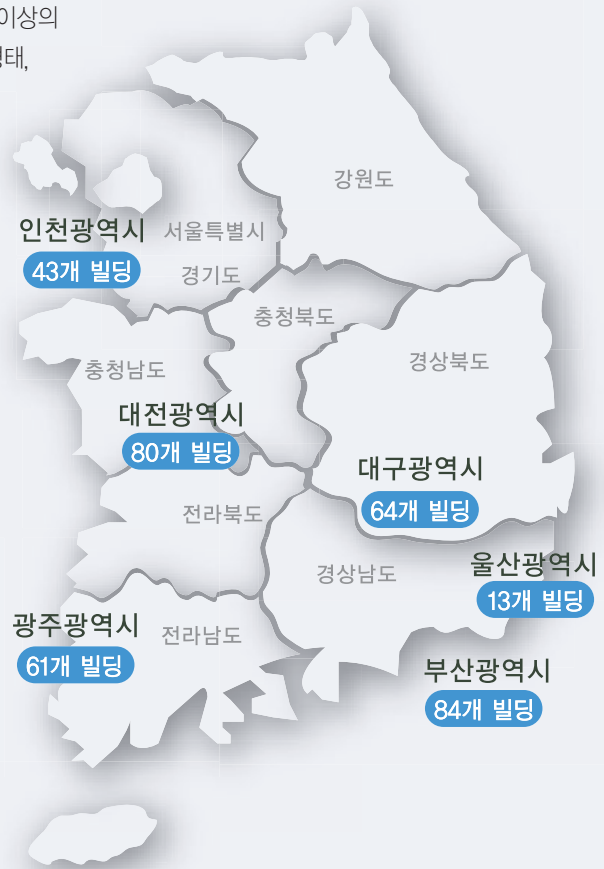 이상의
형태,
강원도
인천광역시
서울특별시
43개 빌딩
경기도
충청북도
경상북도
충청남도
대전광역시
80개 빌딩
대구광역시
64개 빌딩
전라북도
울산광역시
경상남도
13개 빌딩
광주광역시
전라남도
61개 빌딩
부산광역시
84개 빌딩